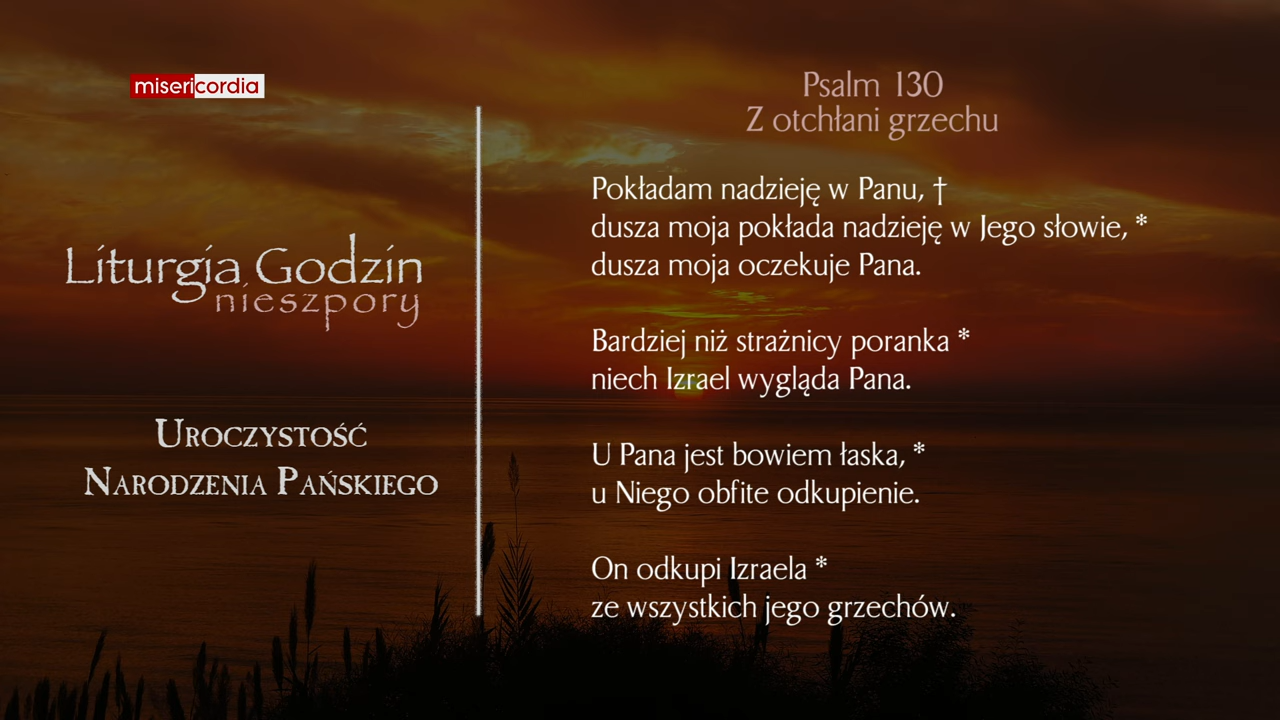 misericordia
Liturgia Godzin
nieszpory
Uroczystość
Narodzenia Pańskiego
Psalm 130
Z otchłani grzechu
Pokładam nadzieję w Panu, †
dusza moja pokłada nadzieję w Jego słowie, *
dusza moja oczekuje Pana.
Bardziej niż strażnicy poranka *
niech Izrael wygląda Pana.
U Pana jest bowiem łaska, *
u Niego obfite odkupienie.
On odkupi Izraela *
ze wszystkich jego grzechów.